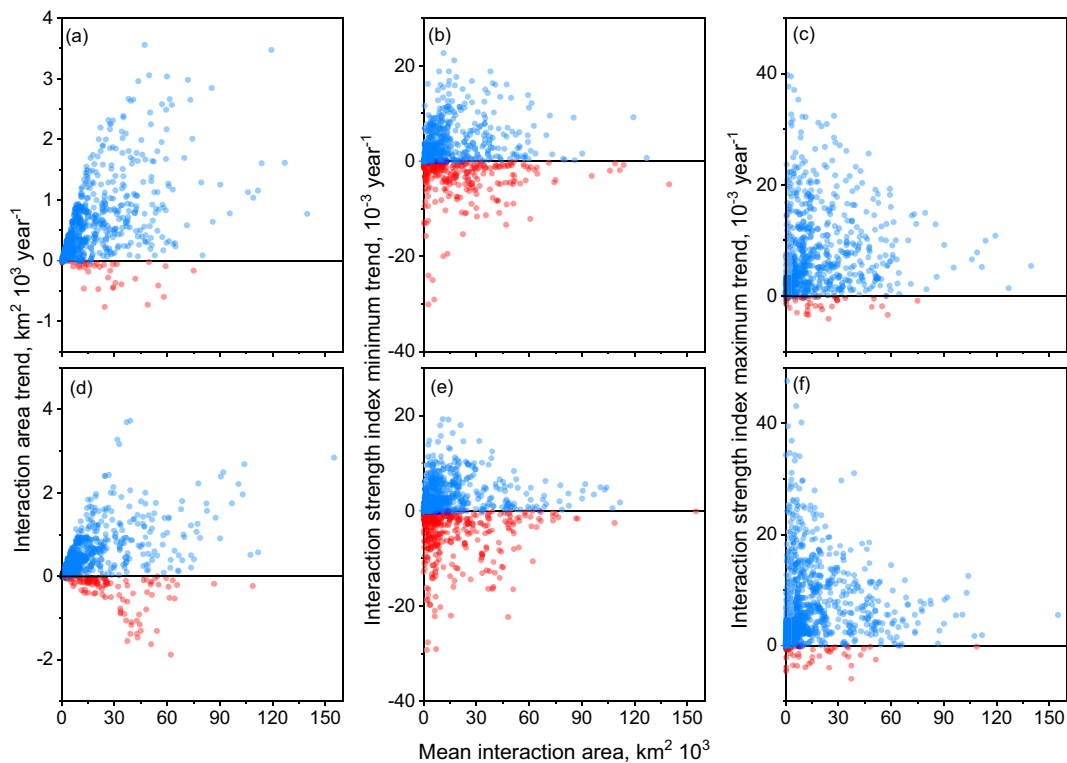 (a)
4
3
2
1
0
-1
(b)
20
0
-20
-40
(c)
40
20
0
(d)
4
2
0
-2
0 30 60 90 120 150
(e)
20
0
-20
-40
0 30 60 90 120 150
(f)
40
20
0
0 30 60 90 120 150
Interaction area trend, km² 10³ year⁻¹
Interaction strength index minimum trend, 10⁻³ year⁻¹
Interaction strength index maximum trend, 10⁻³ year⁻¹
Mean interaction area, km² 10³